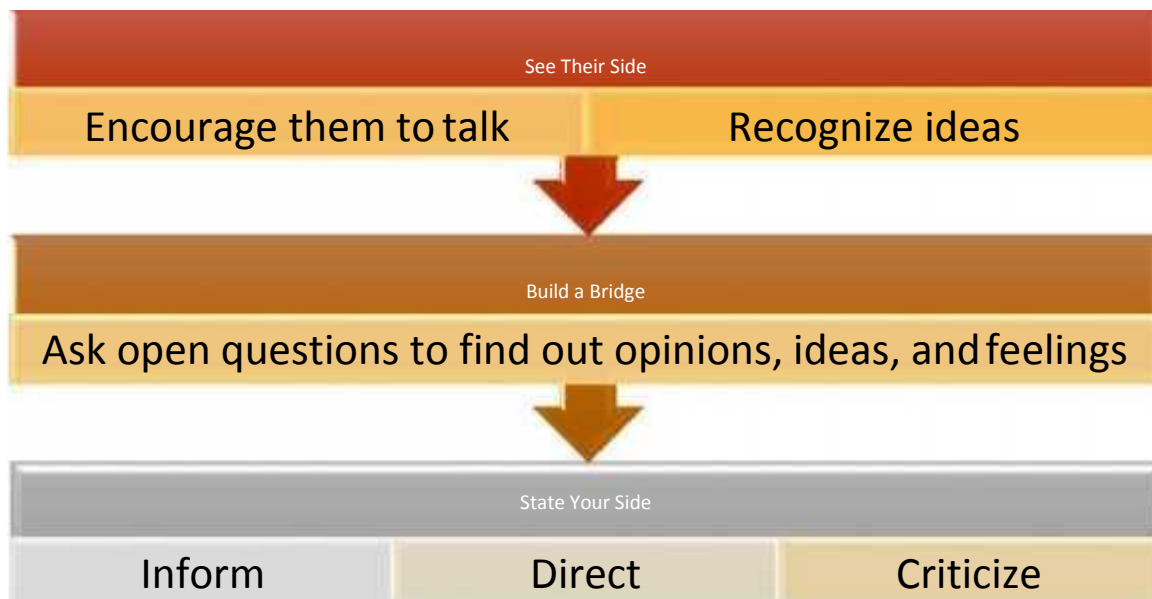 See Their Side
Encourage them to talk
Recognize ideas
Build a Bridge
Ask open questions to find out opinions, ideas, and feelings
State Your Side
Inform
Direct
Criticize